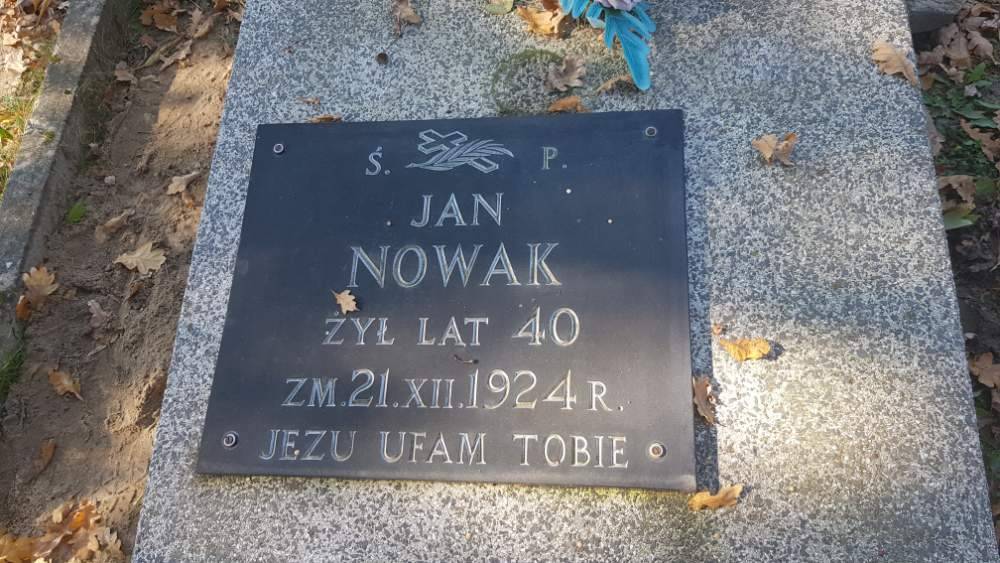 Ś. P.
JAN
NOWAK
ŻYŁ LAT 40
ZM.21.XII.1924 R.
JEZU UFAM TOBIE